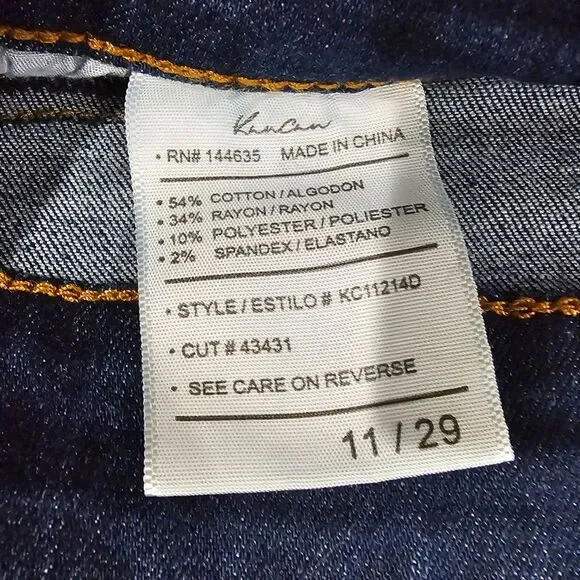 KanCan
• RN# 144635 MADE IN CHINA
• 54% COTTON / ALGODON
• 34% RAYON / RAYON
• 10% POLYESTER / POLIESTER
• 2% SPANDEX / ELASTANO
• STYLE / ESTILO # KC11214D
• CUT # 43431
• SEE CARE ON REVERSE
11 / 29